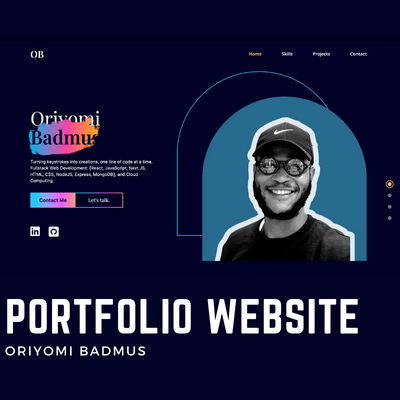 OB
Home Skills Projects Contact
Oriyomi
Badmus
Turning keystrokes into creations, one line of code at a time.
Fullstack Web Development: [React, JavaScript, Next.JS,
HTML, CSS, NodeJS, Express, MongoDB], and Cloud
Computing
Contact Me Let's talk.
in
PORTFOLIO WEBSITE
ORIYOMI BADMUS